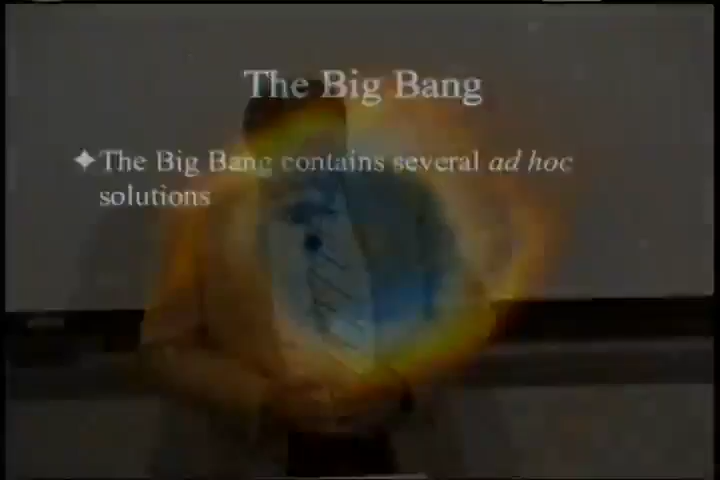 The Big Bang
✦The Big Bang contains several ad hoc
solutions